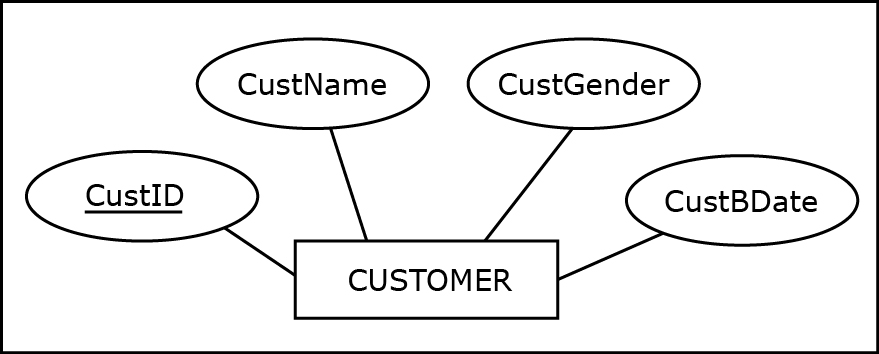 CustName
CustGender
CustID
CustBDate
CUSTOMER